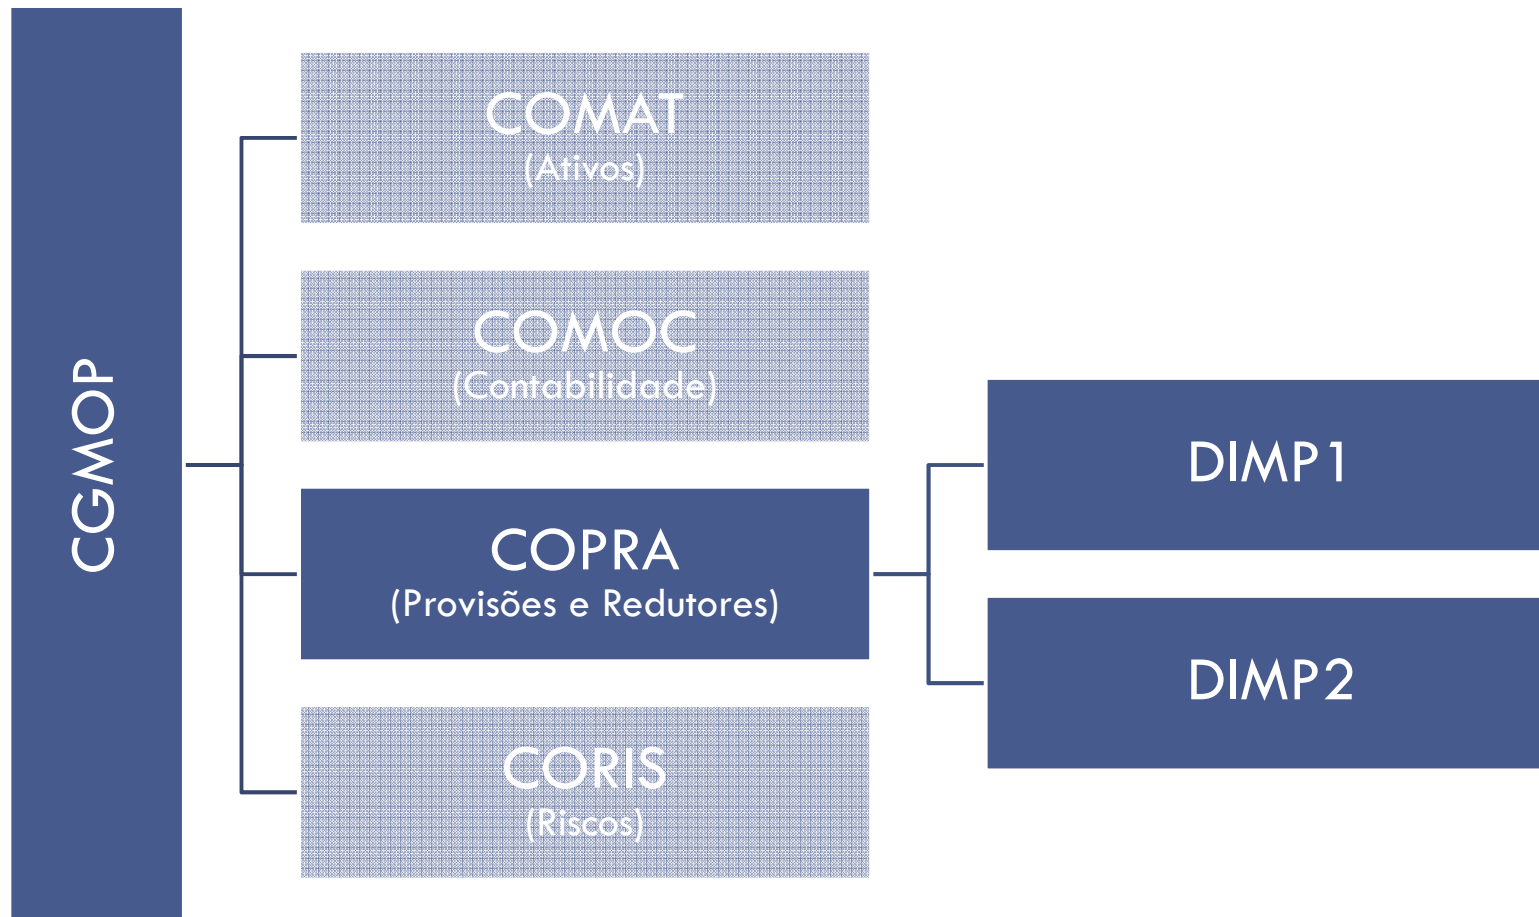 CGMOP
COMAT
(Ativos)
COMOC
(Contabilidade)
COPRA
(Provisões e Redutores)
CORIS
(Riscos)
DIMP1
DIMP2